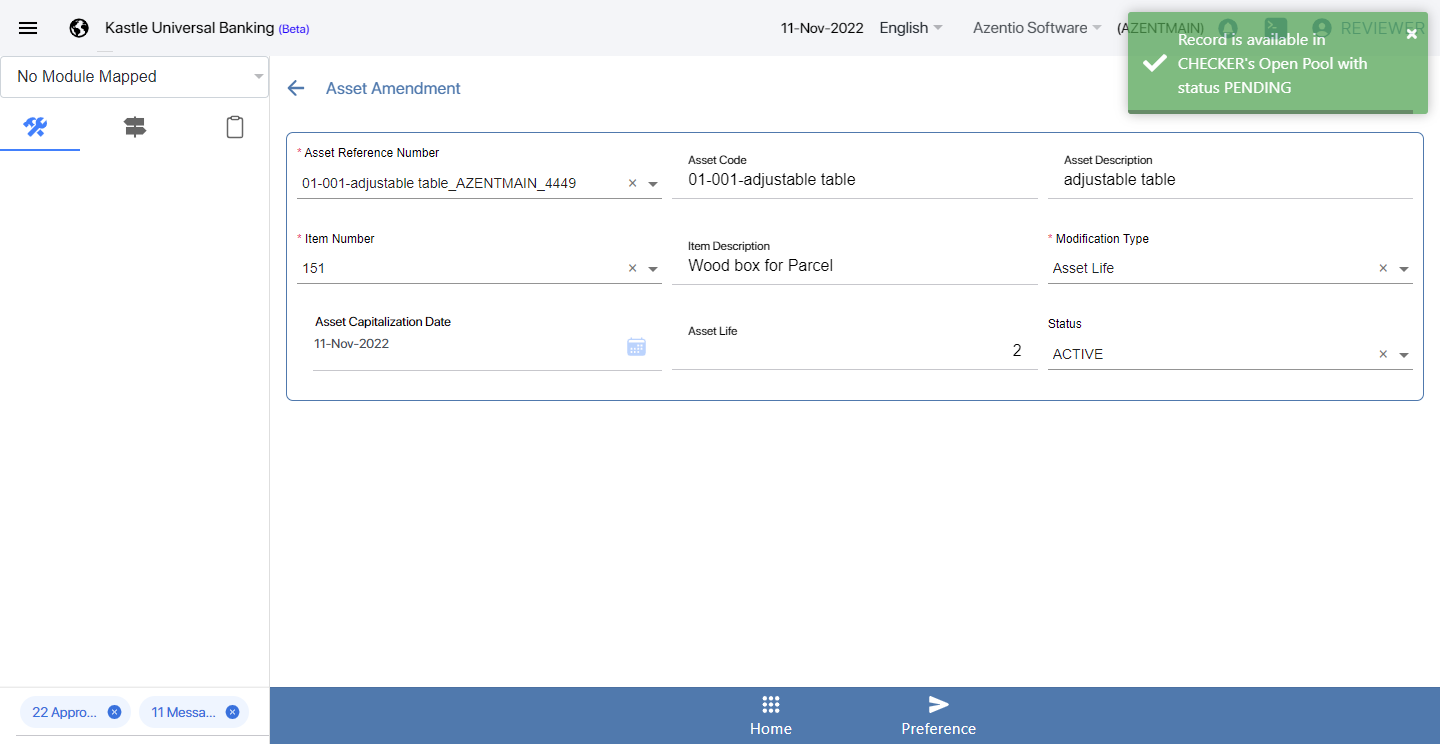 Kastle Universal Banking (Beta)
11-Nov-2022
English
Azentio Software
(AZENTMAIN)
REVIEWER
Record is available in
CHECKER's Open Pool with
status PENDING
No Module Mapped
Asset Amendment
* Asset Reference Number
01-001-adjustable table_AZENTMAIN_4449
Asset Code
01-001-adjustable table
Asset Description
adjustable table
* Item Number
151
Item Description
Wood box for Parcel
* Modification Type
Asset Life
Asset Capitalization Date
11-Nov-2022
Asset Life
2
Status
ACTIVE
22 Appro...
11 Messa...
Home
Preference